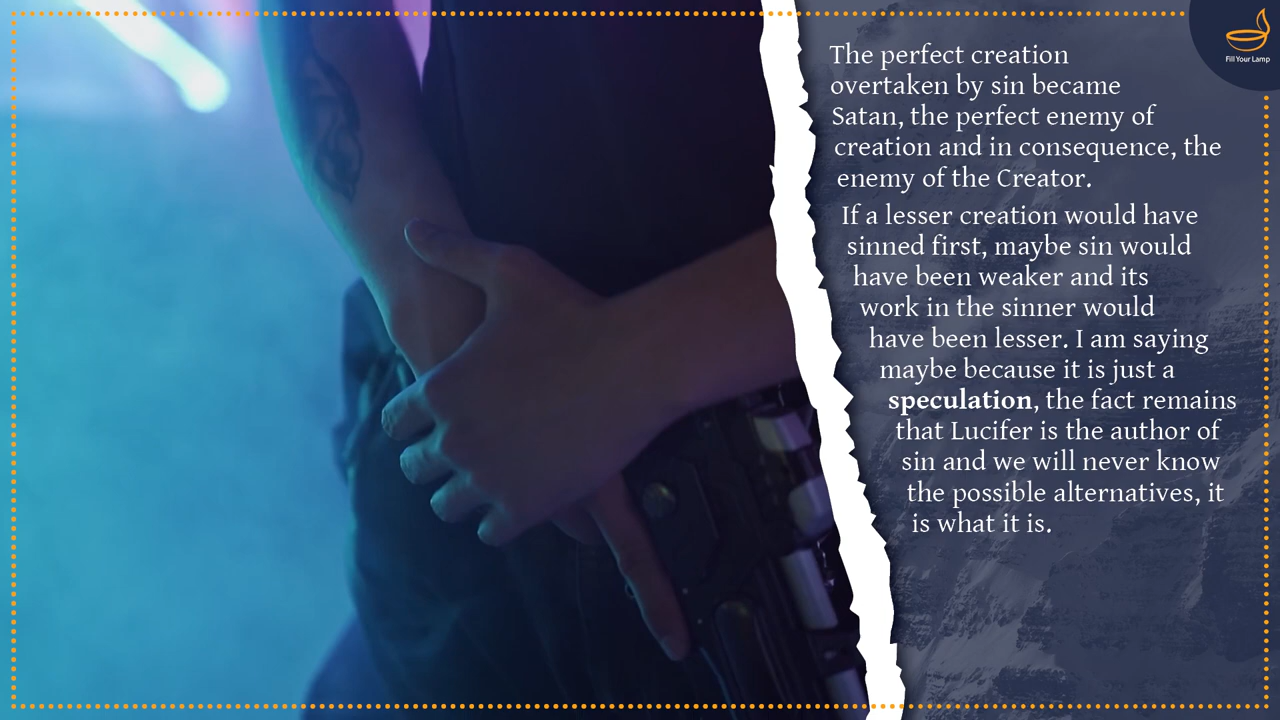 Fill Your Lamp
The perfect creation
overtaken by sin became
Satan, the perfect enemy of
creation and in consequence, the
enemy of the Creator.
If a lesser creation would have
sinned first, maybe sin would
have been weaker and its
work in the sinner would
have been lesser. I am saying
maybe because it is just a
speculation, the fact remains
that Lucifer is the author of
sin and we will never know
the possible alternatives, it
is what it is.